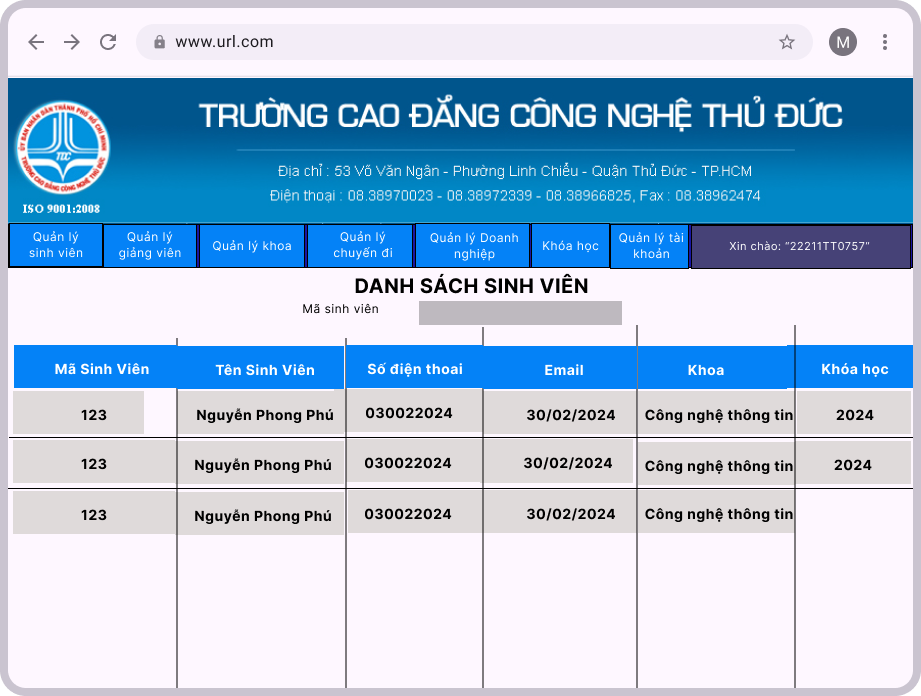 www.url.com
M
TRƯỜNG CAO ĐẲNG CÔNG NGHỆ THỦ ĐỨC
Địa chỉ : 53 Võ Văn Ngân - Phường Linh Chiểu - Quận Thủ Đức - TP.HCM
Điện thoại : 08.38970023 - 08.38972339 - 08.38966825, Fax : 08.38962474
ỦY BAN NHÂN DÂN THÀNH PHỐ HỒ CHÍ MINH
TDC
TRƯỜNG CAO ĐẲNG CÔNG NGHỆ THỦ ĐỨC
ISO 9001:2008
Quản lý sinh viên
Quản lý giảng viên
Quản lý khoa
Quản lý chuyến đi
Quản lý Doanh nghiệp
Khóa học
Quản lý tài khoản
Xin chào: "22211TT0757"
DANH SÁCH SINH VIÊN
Mã sinh viên
Mã Sinh Viên Tên Sinh Viên Số điện thoai Email Khoa Khóa học
123 Nguyễn Phong Phú 030022024 30/02/2024 Công nghệ thông tin 2024
123 Nguyễn Phong Phú 030022024 30/02/2024 Công nghệ thông tin 2024
123 Nguyễn Phong Phú 030022024 30/02/2024 Công nghệ thông tin